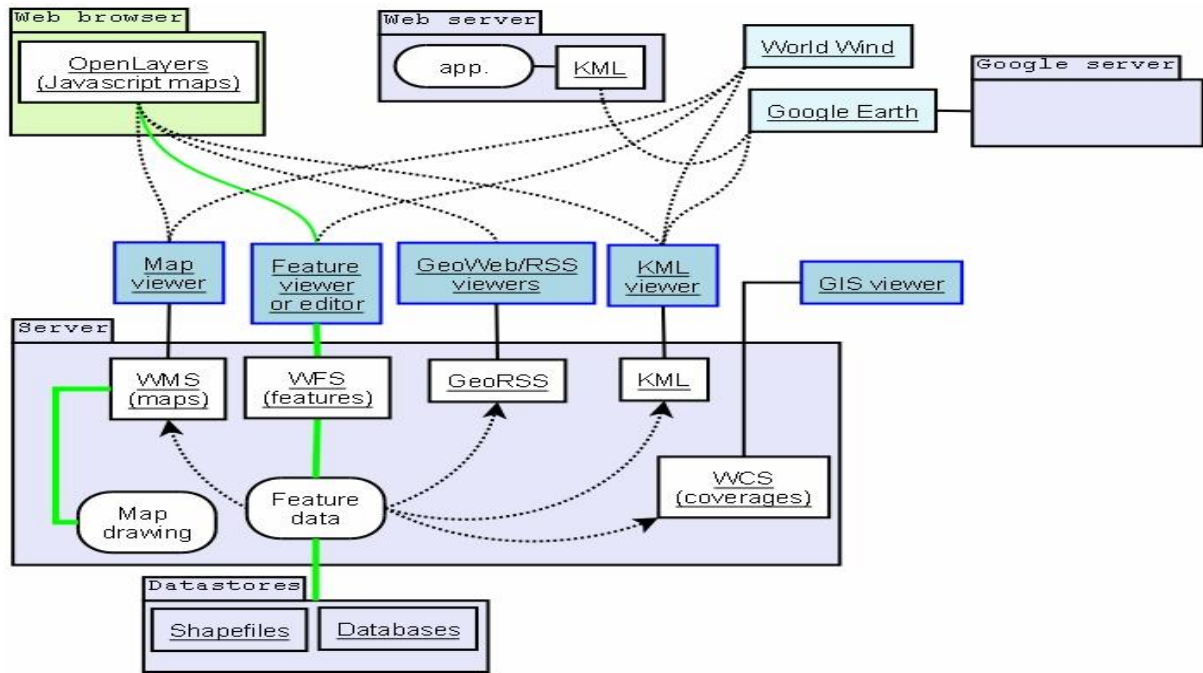 Web browser
OpenLayers
(Javascript maps)
Web server
app.
KML
World Wind
Google Earth
Google server
Map
viewer
Feature
viewer
or editor
GeoWeb/RSS
viewers
KML
viewer
GIS viewer
Server
WMS
(maps)
WFS
(features)
GeoRSS
KML
WCS
(coverages)
Map
drawing
Feature
data
Datastores
Shapefiles
Databases